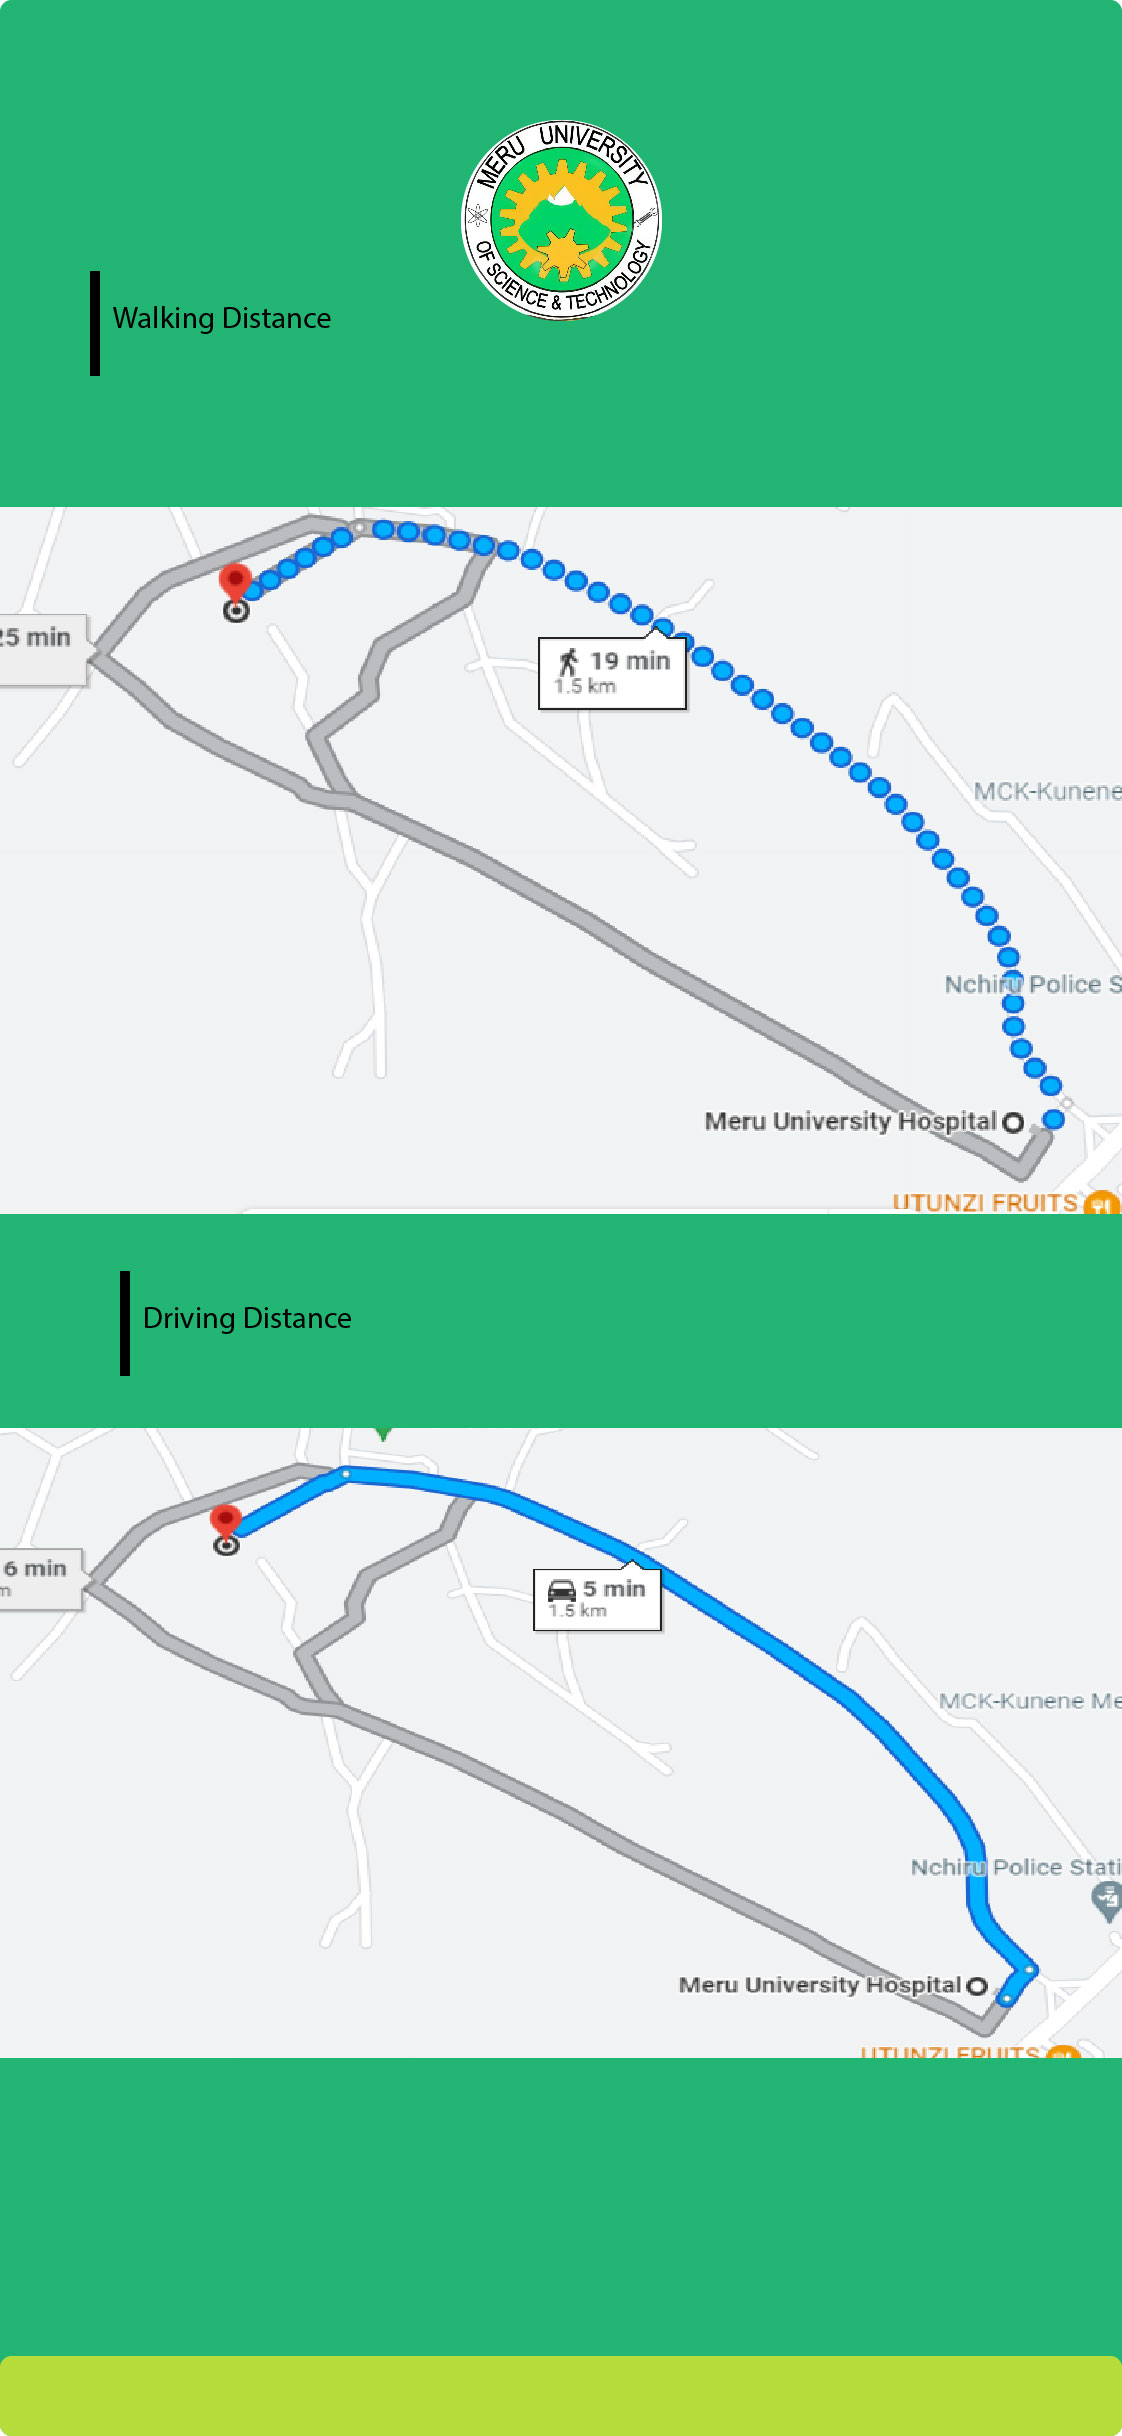 MERU UNIVERSITY
OF SCIENCE & TECHNOLOGY
Walking Distance
25 min
19 min
1.5 km
MCK-Kunene
Nchiru Police S
Meru University Hospital
UTUNZI FRUITS
Driving Distance
6 min
m
5 min
1.5 km
MCK-Kunene Me
Nchiru Police Stati
Meru University Hospital
UTUNZI FRUITS